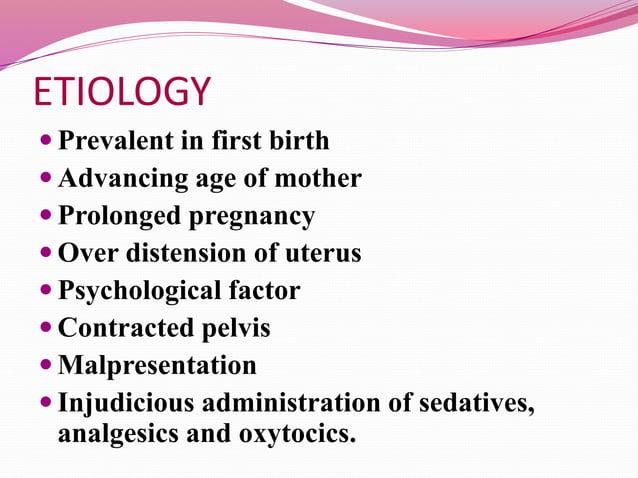 ETIOLOGY
• Prevalent in first birth
• Advancing age of mother
• Prolonged pregnancy
• Over distension of uterus
• Psychological factor
• Contracted pelvis
• Malpresentation
• Injudicious administration of sedatives,
analgesics and oxytocics.